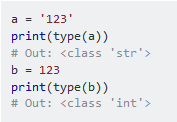 a = '123'
print(type(a))
# Out: <class 'str'>
b = 123
print(type(b))
# Out: <class 'int'>